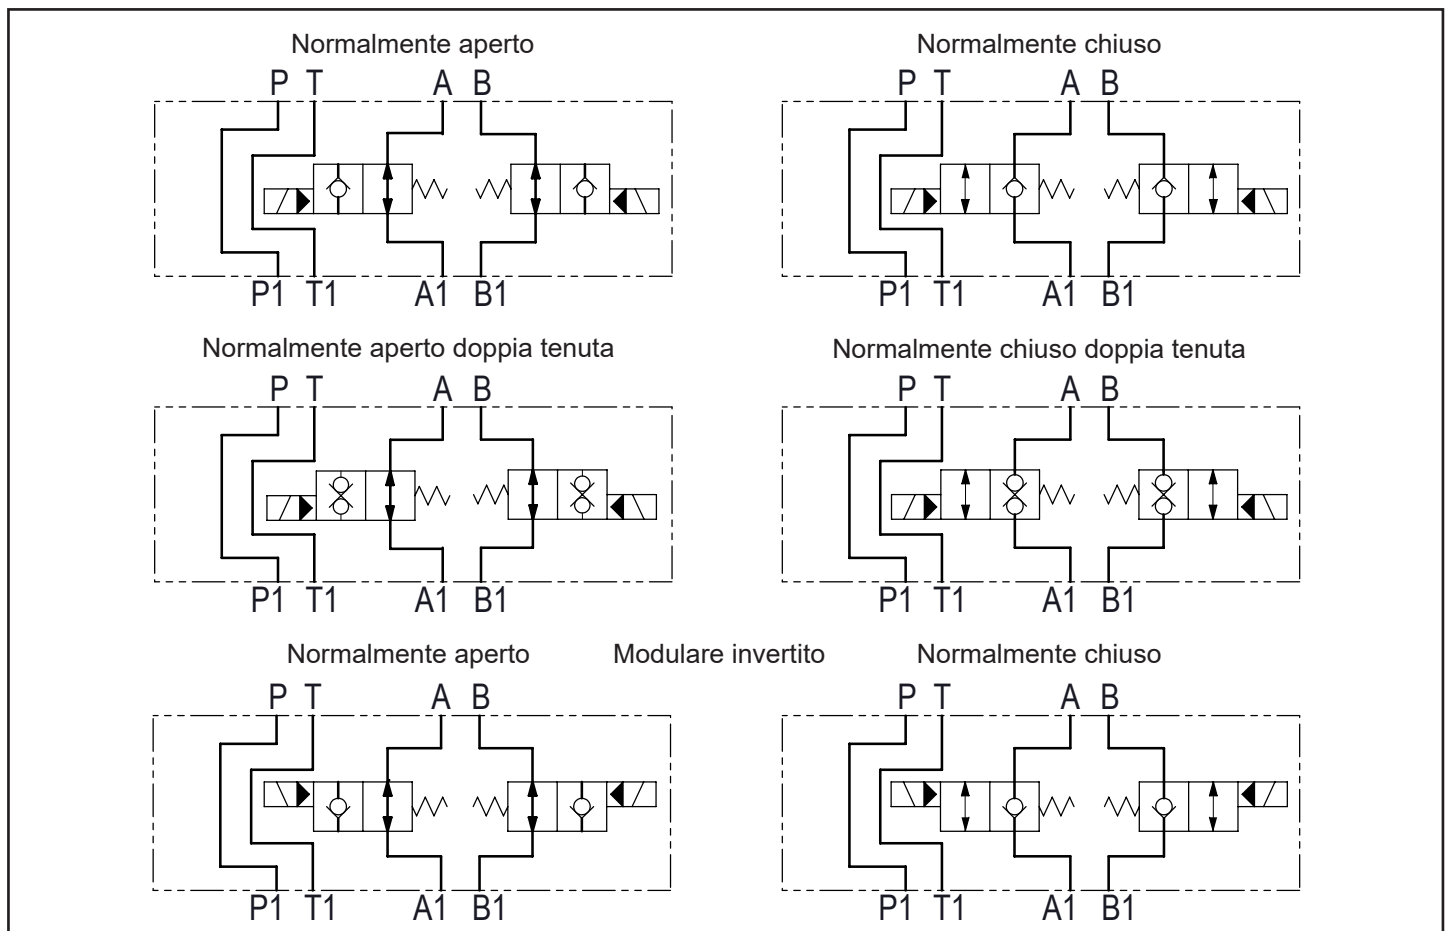 Normalmente aperto Normalmente chiuso
P T A B P T A B
P1 T1 A1 B1 P1 T1 A1 B1
Normalmente aperto doppia tenuta Normalmente chiuso doppia tenuta
P T A B P T A B
P1 T1 A1 B1 P1 T1 A1 B1
Normalmente aperto Modulare invertito Normalmente chiuso
P T A B P T A B
P1 T1 A1 B1 P1 T1 A1 B1